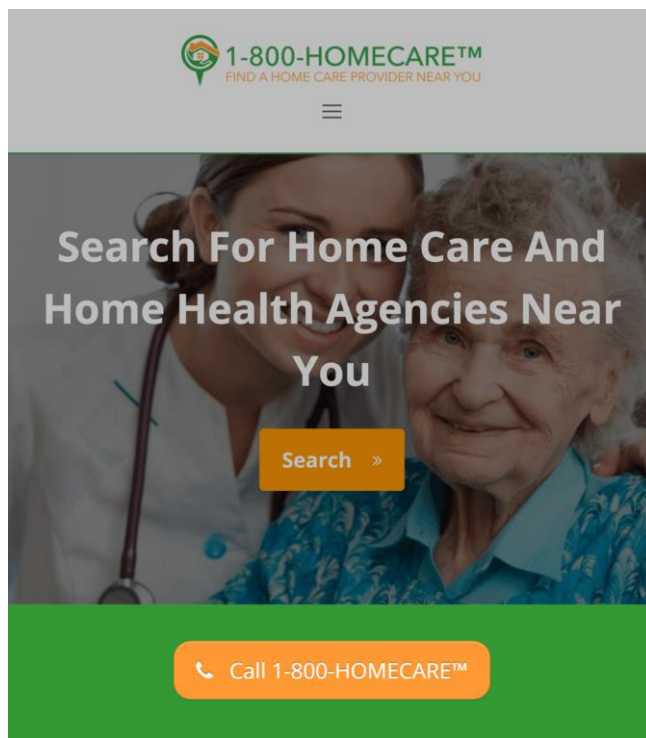 1-800-HOMECARE™
FIND A HOME CARE PROVIDER NEAR YOU
Search For Home Care And
Home Health Agencies Near
You
Search »
Call 1-800-HOMECARE™